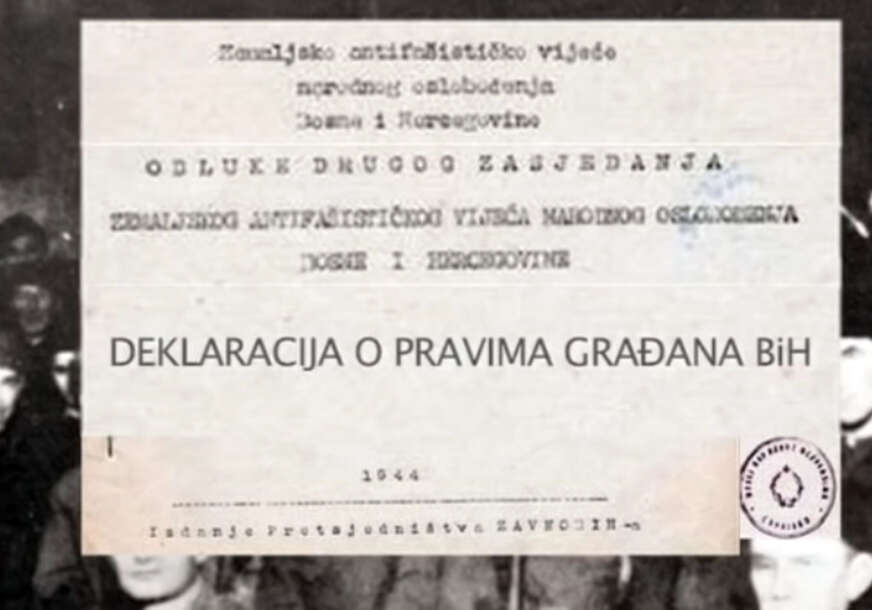 Zemaljsko antifašističko vijeće
narodnog oslobođenja
Bosne i Hercegovine
ODLUKE DRUGOG ZASJEDANJA
ZEMALJSKOG ANTIFAŠISTIČKOG VIJEĆA NARODNOG OSLOBOĐENJA
BOSNE I HERCEGOVINE
DEKLARACIJA O PRAVIMA GRAĐANA BiH
1944
Izdanje Pretsjedništva ZAVNOBIH-a